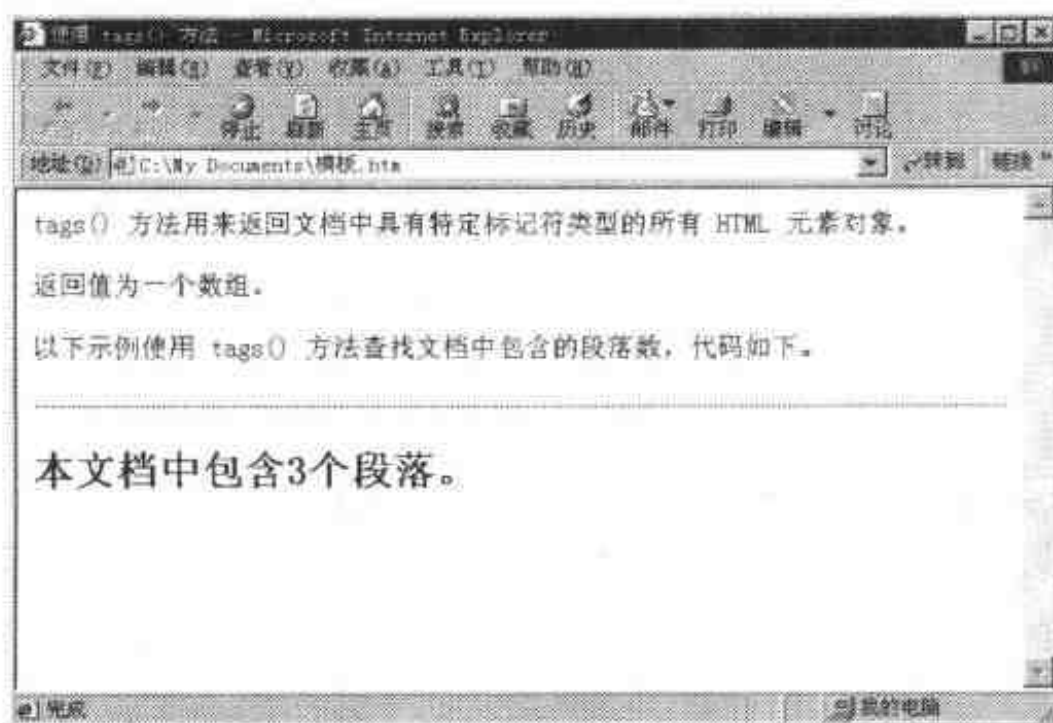 使用 tags() 方法 - Microsoft Internet Explorer
文件(F) 编辑(E) 查看(V) 收藏(A) 工具(T) 帮助(H)
停止 刷新 主页 搜索 收藏 历史 邮件 打印 编辑 讨论
地址(D) C:\My Documents\模板.htm 转到 链接 »
tags() 方法用来返回文档中具有特定标记符类型的所有 HTML 元素对象。
返回值为一个数组。
以下示例使用 tags() 方法查找文档中包含的段落数，代码如下。
本文档中包含3个段落。
完成 我的电脑